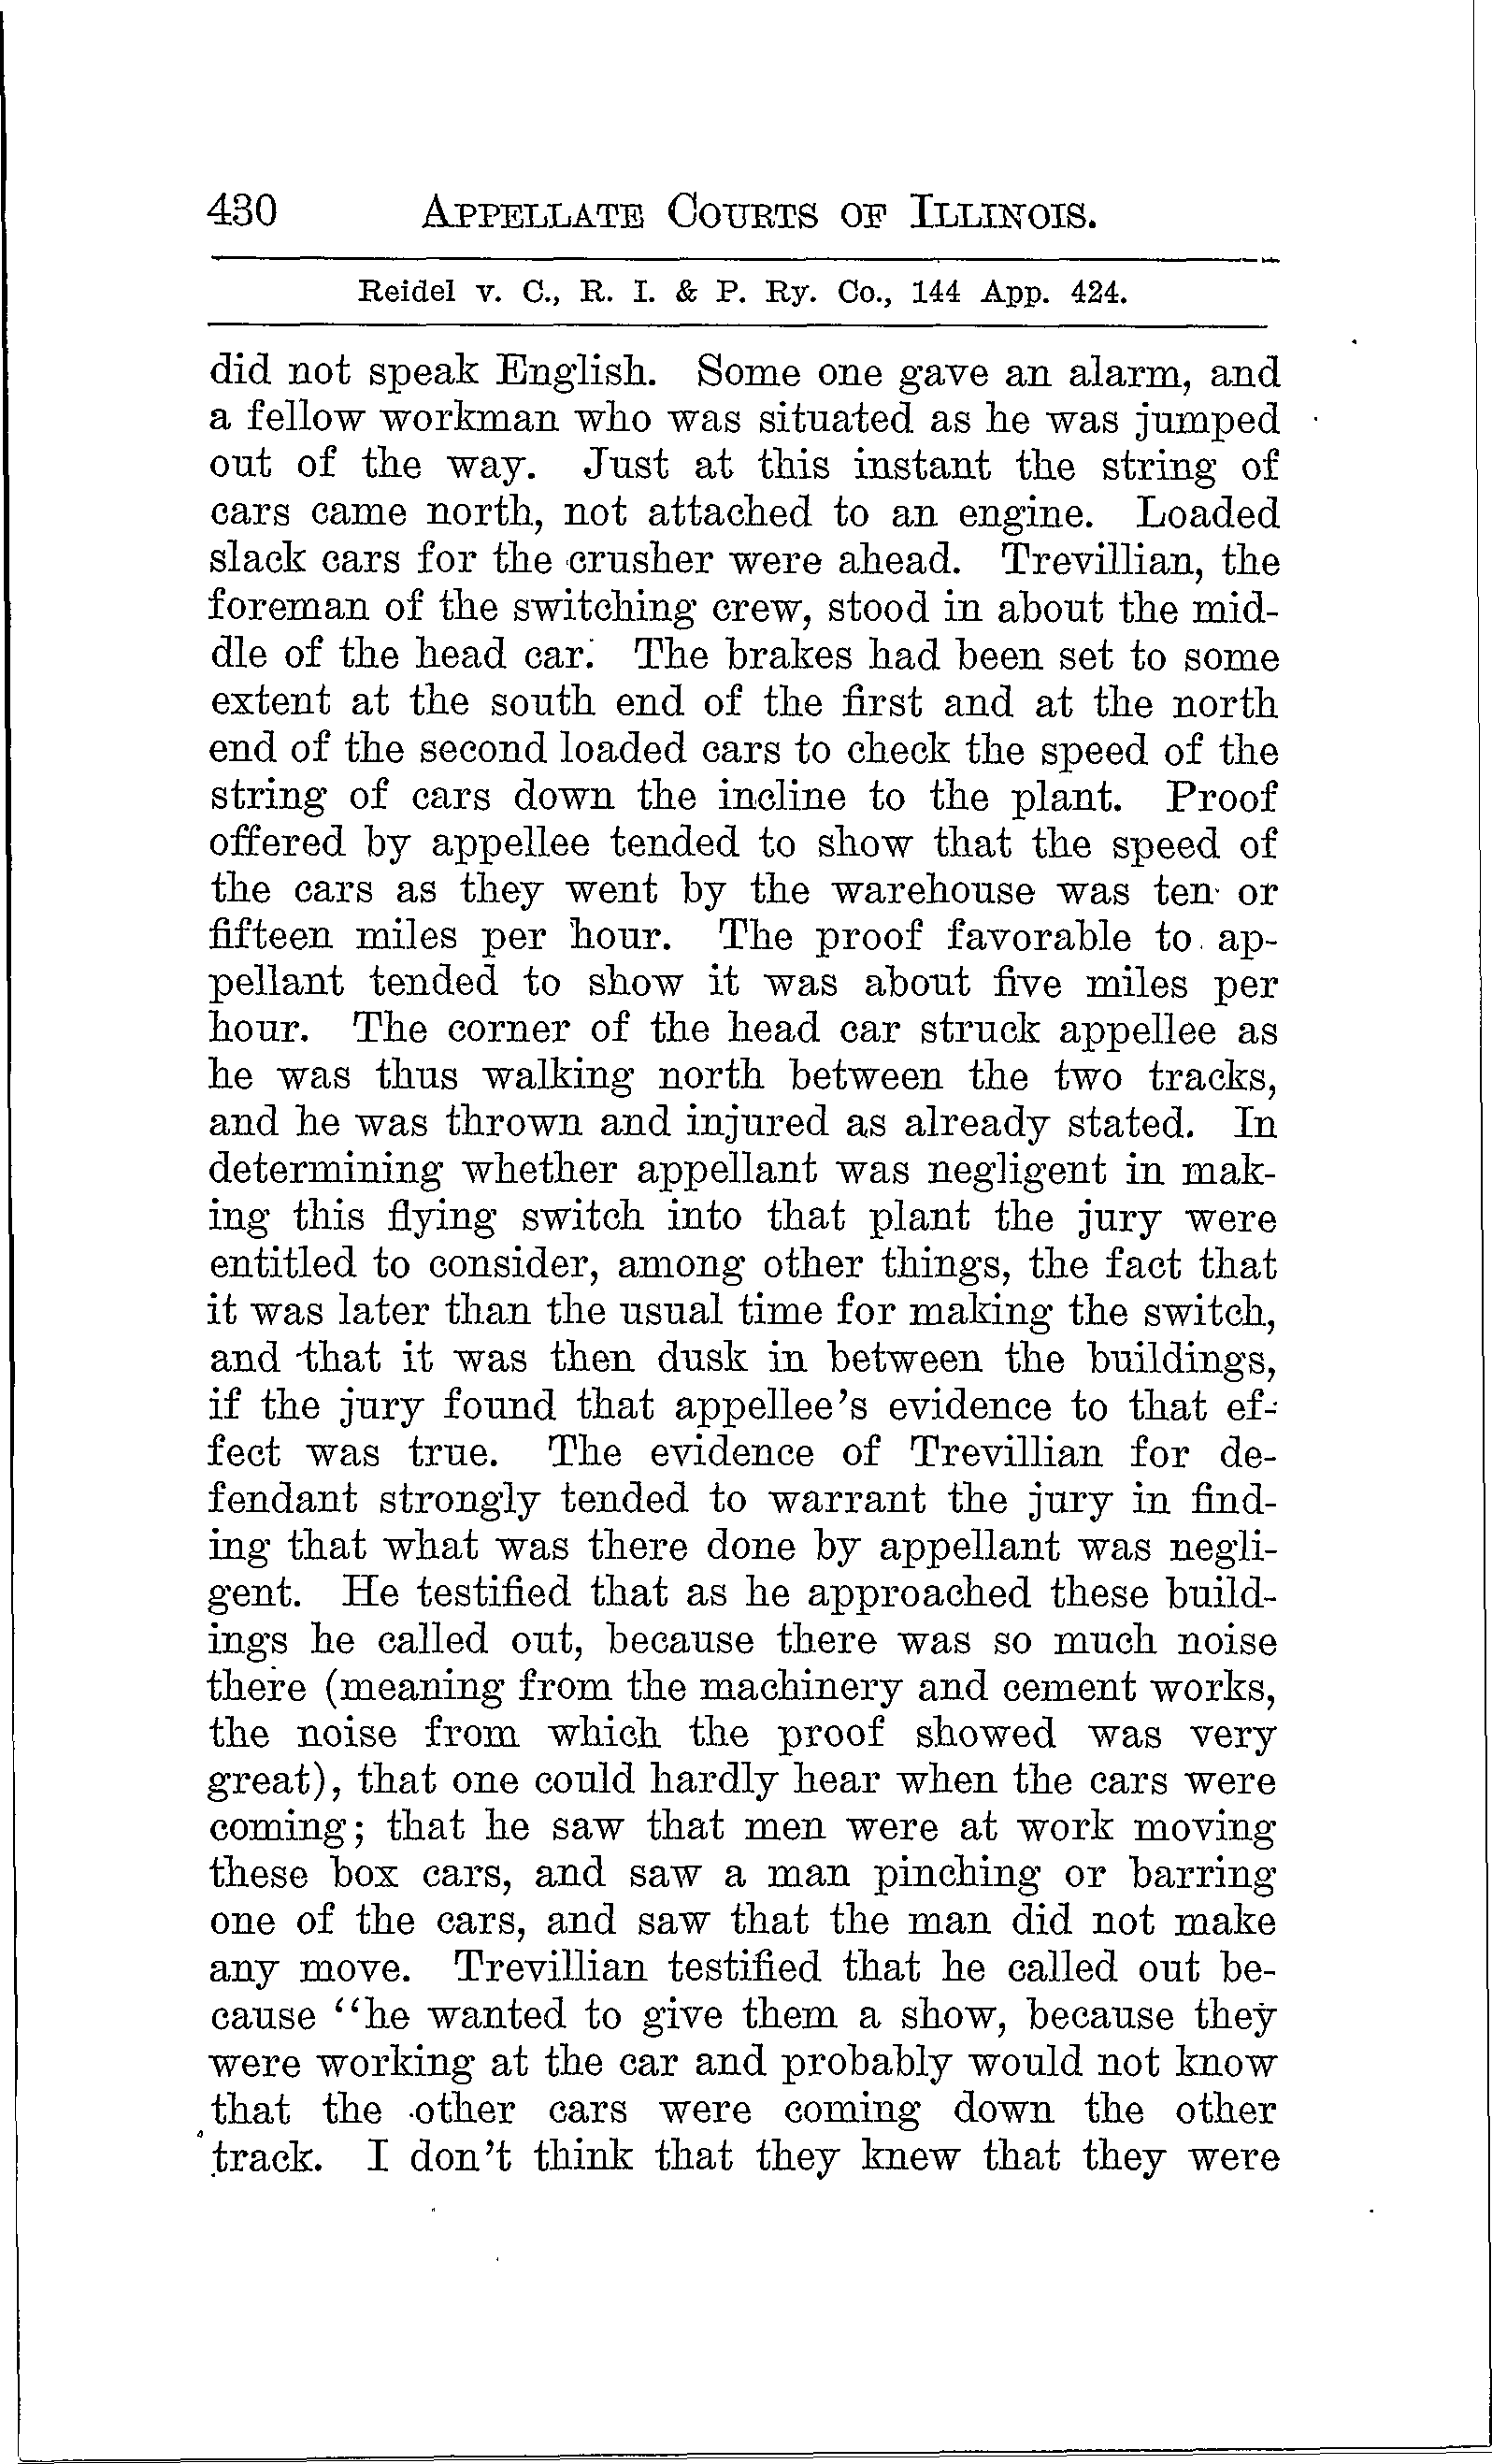 430 APPELLATE COURTS OF ILLINOIS.
Reidel v. C., R. I. & P. Ry. Co., 144 App. 424.
did not speak English. Some one gave an alarm, and
a fellow workman who was situated as he was jumped
out of the way. Just at this instant the string of
cars came north, not attached to an engine. Loaded
slack cars for the crusher were ahead. Trevillian, the
foreman of the switching crew, stood in about the mid-
dle of the head car. The brakes had been set to some
extent at the south end of the first and at the north
end of the second loaded cars to check the speed of the
string of cars down the incline to the plant. Proof
offered by appellee tended to show that the speed of
the cars as they went by the warehouse was ten or
fifteen miles per hour. The proof favorable to ap-
pellant tended to show it was about five miles per
hour. The corner of the head car struck appellee as
he was thus walking north between the two tracks,
and he was thrown and injured as already stated. In
determining whether appellant was negligent in mak-
ing this flying switch into that plant the jury were
entitled to consider, among other things, the fact that
it was later than the usual time for making the switch,
and that it was then dusk in between the buildings,
if the jury found that appellee's evidence to that ef-
fect was true. The evidence of Trevillian for de-
fendant strongly tended to warrant the jury in find-
ing that what was there done by appellant was negli-
gent. He testified that as he approached these build-
ings he called out, because there was so much noise
there (meaning from the machinery and cement works,
the noise from which the proof showed was very
great), that one could hardly hear when the cars were
coming; that he saw that men were at work moving
these box cars, and saw a man pinching or barring
one of the cars, and saw that the man did not make
any move. Trevillian testified that he called out be-
cause "he wanted to give them a show, because they
were working at the car and probably would not know
that the other cars were coming down the other
track. I don't think that they knew that they were